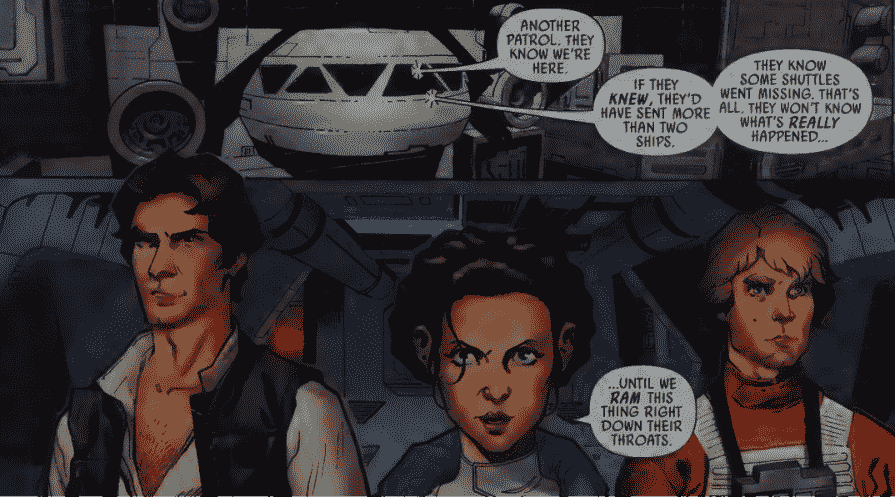 ANOTHER
PATROL. THEY
KNOW WE'RE
HERE.
IF THEY
KNEW, THEY'D
HAVE SENT MORE
THAN TWO
SHIPS.
THEY KNOW
SOME SHUTTLES
WENT MISSING. THAT'S
ALL. THEY WON'T KNOW
WHAT'S REALLY
HAPPENED...
...UNTIL WE
RAM THIS
THING RIGHT
DOWN THEIR
THROATS.